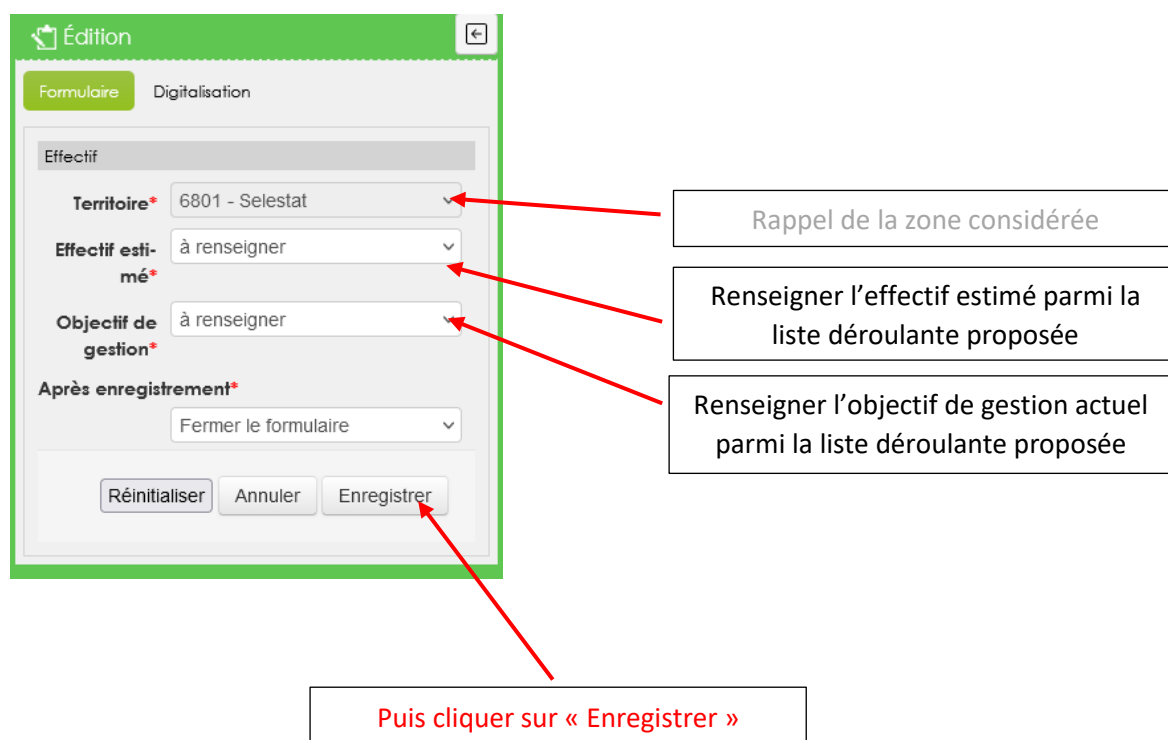 Édition
Formulaire Digitalisation
Effectif
Territoire* 6801 - Selestat
Rappel de la zone considérée
Effectif esti-
mé*
à renseigner
Renseigner l’effectif estimé parmi la
liste déroulante proposée
Objectif de
gestion*
à renseigner
Renseigner l’objectif de gestion actuel
parmi la liste déroulante proposée
Après enregistrement*
Fermer le formulaire
Réinitialiser Annuler Enregistrer
Puis cliquer sur « Enregistrer »